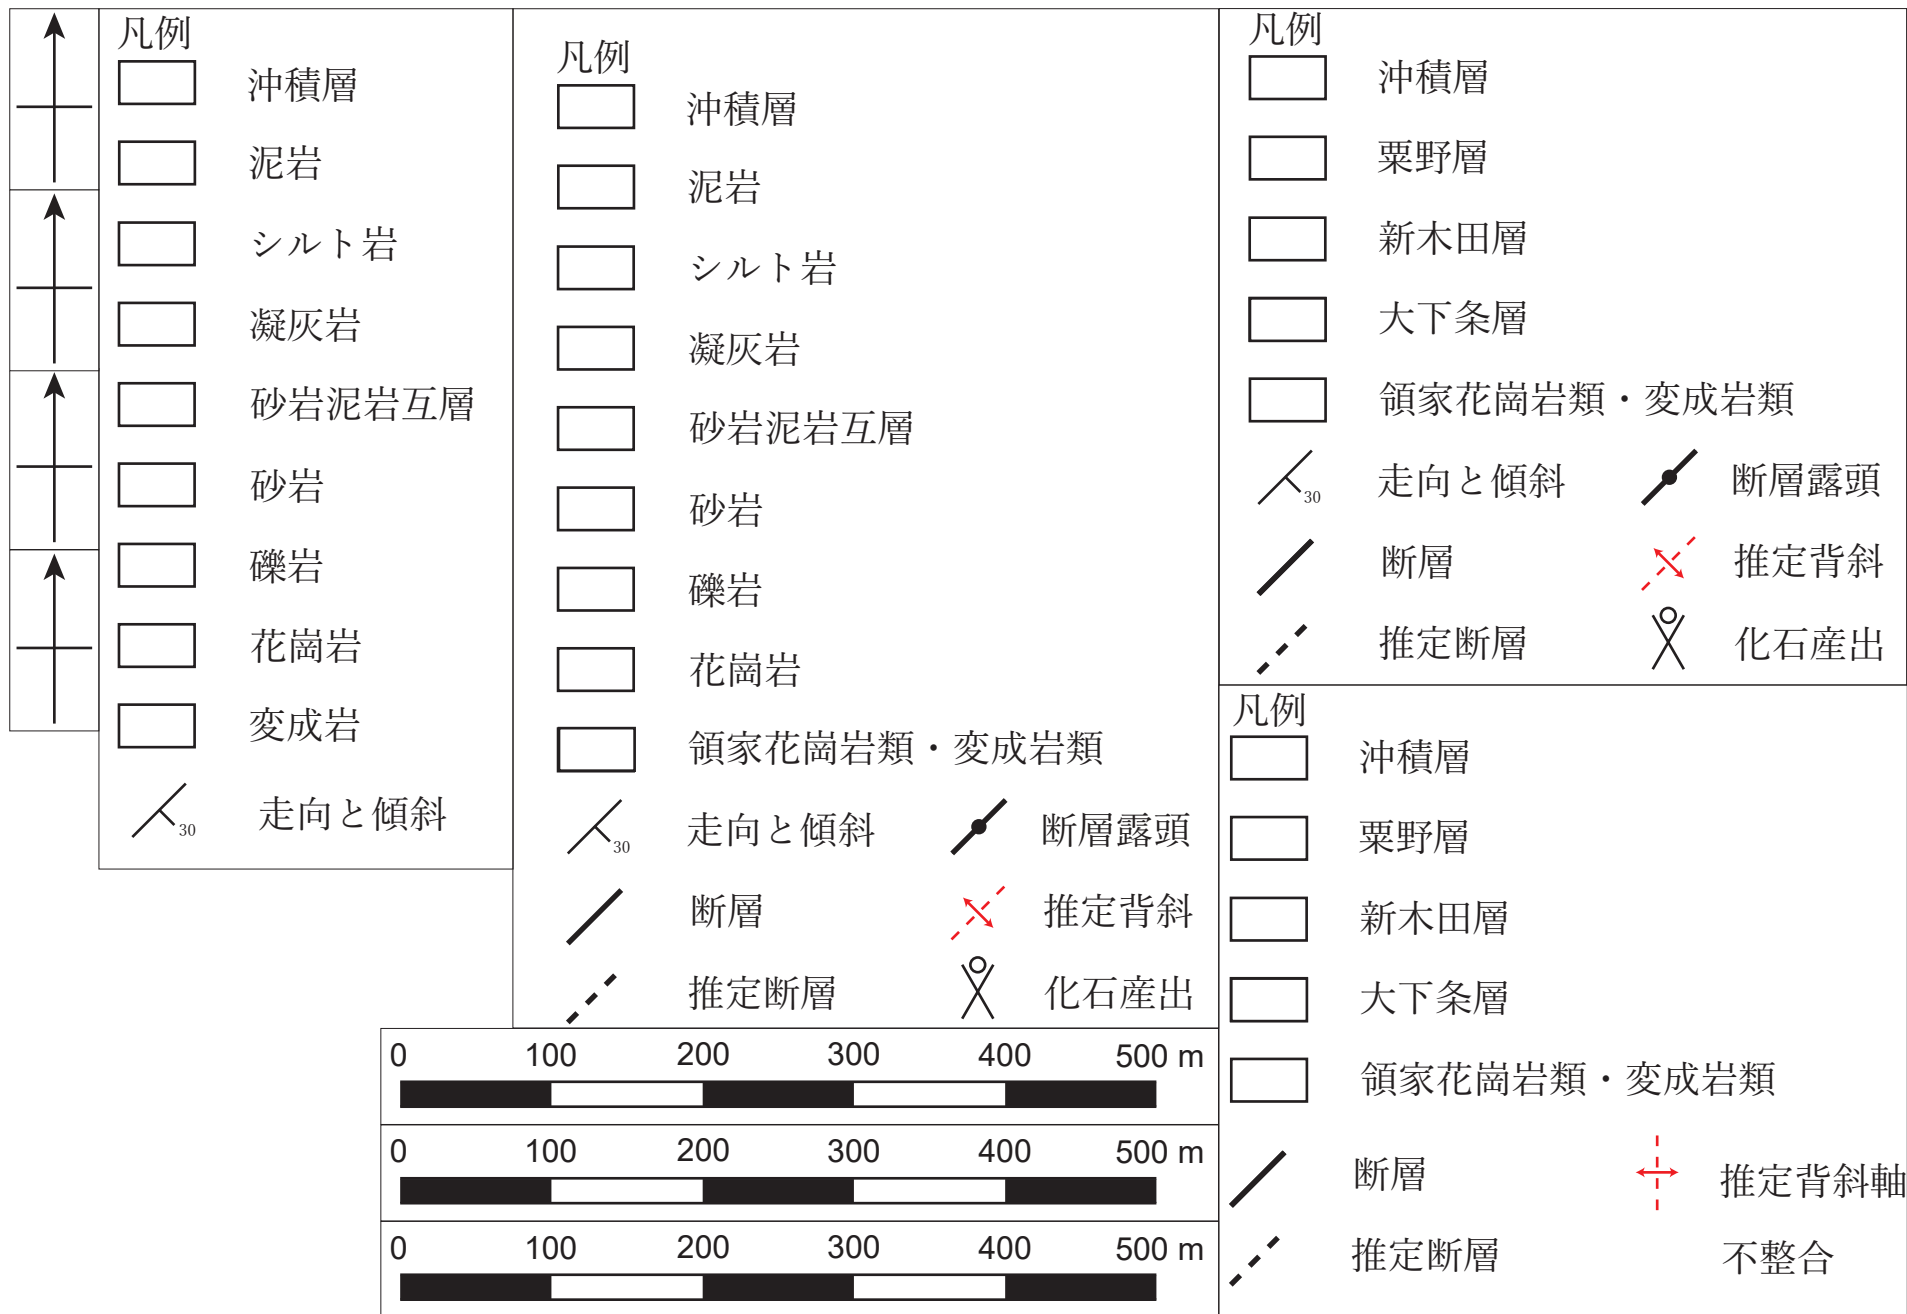 凡例
沖積層
泥岩
シルト岩
凝灰岩
砂岩泥岩互層
砂岩
礫岩
花崗岩
変成岩
30 走向と傾斜
凡例
沖積層
泥岩
シルト岩
凝灰岩
砂岩泥岩互層
砂岩
礫岩
花崗岩
領家花崗岩類・変成岩類
30 走向と傾斜 断層露頭
断層 推定背斜
推定断層 化石産出
0 100 200 300 400 500 m
0 100 200 300 400 500 m
0 100 200 300 400 500 m
凡例
沖積層
粟野層
新木田層
大下条層
領家花崗岩類・変成岩類
30 走向と傾斜 断層露頭
断層 推定背斜
推定断層 化石産出
凡例
沖積層
粟野層
新木田層
大下条層
領家花崗岩類・変成岩類
断層 推定背斜軸
推定断層 不整合